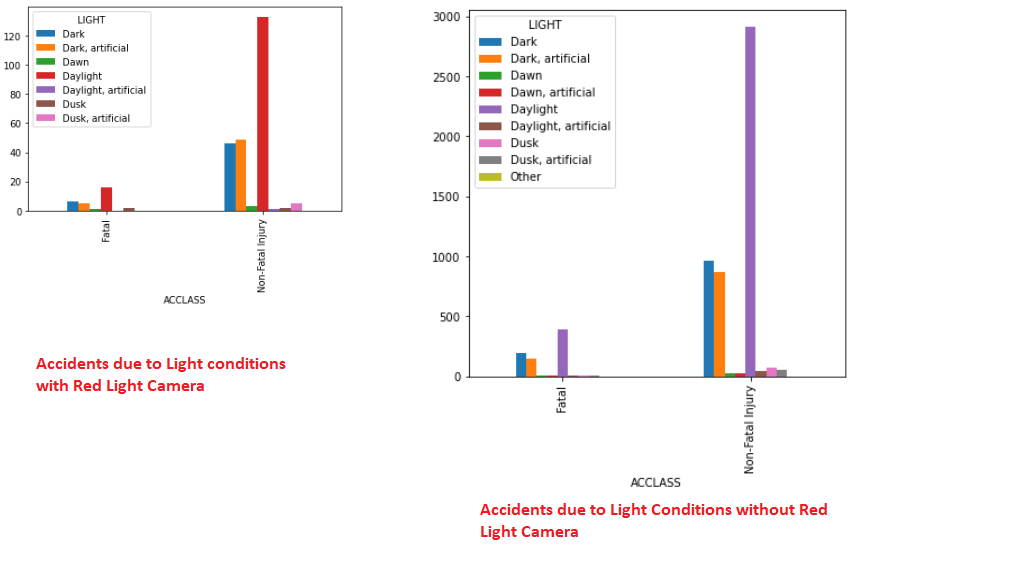 LIGHT
Dark
Dark, artificial
Dawn
Daylight
Daylight, artificial
Dusk
Dusk, artificial
120
100
80
60
40
20
0
Fatal
Non-Fatal Injury
ACCLASS
Accidents due to Light conditions
with Red Light Camera
LIGHT
Dark
Dark, artificial
Dawn
Dawn, artificial
Daylight
Daylight, artificial
Dusk
Dusk, artificial
Other
3000
2500
2000
1500
1000
500
0
Fatal
Non-Fatal Injury
ACCLASS
Accidents due to Light Conditions without Red
Light Camera